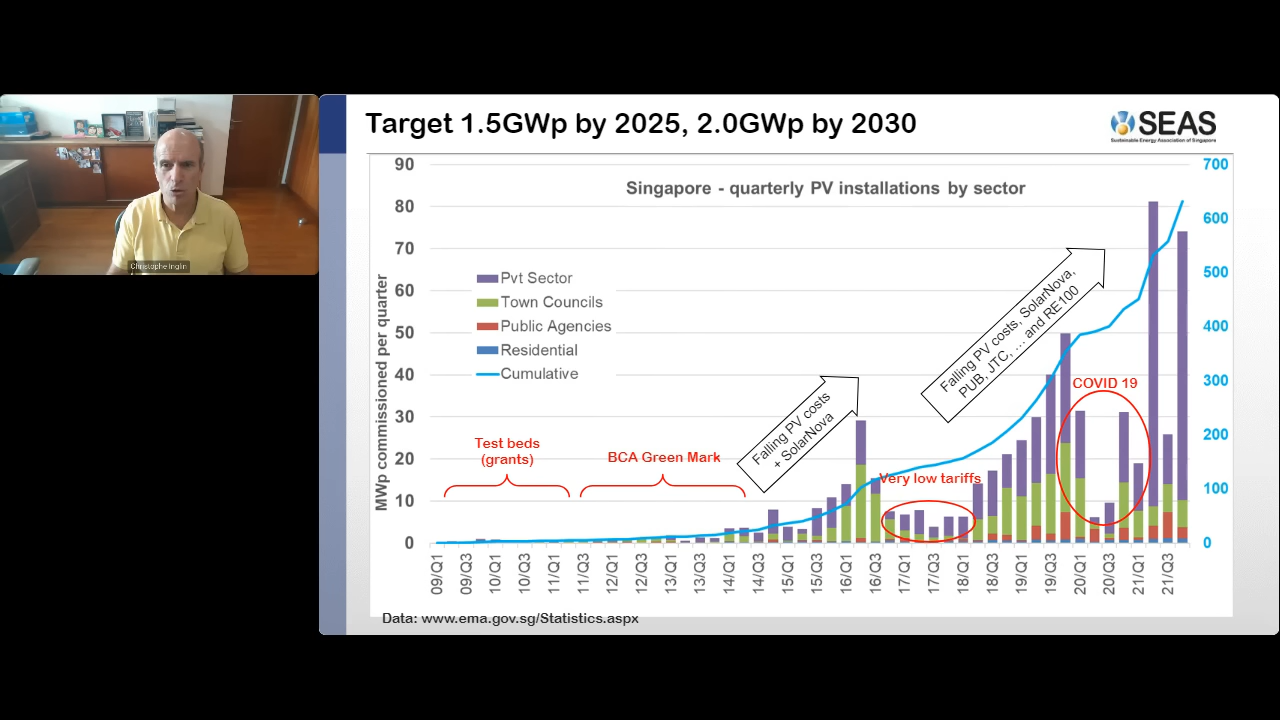 Christophe Inglin
Target 1.5GWp by 2025, 2.0GWp by 2030
SEAS
Sustainable Energy Association of Singapore
Singapore - quarterly PV installations by sector
MWp commissioned per quarter
90
80
70
60
50
40
30
20
10
0
700
600
500
400
300
200
100
0
Pvt Sector
Town Councils
Public Agencies
Residential
Cumulative
Test beds
(grants)
BCA Green Mark
Falling PV costs
+ SolarNova
Very low tariffs
Falling PV costs, SolarNova,
PUB, JTC, ... and RE100
COVID 19
09/Q1
09/Q3
10/Q1
10/Q3
11/Q1
11/Q3
12/Q1
12/Q3
13/Q1
13/Q3
14/Q1
14/Q3
15/Q1
15/Q3
16/Q1
16/Q3
17/Q1
17/Q3
18/Q1
18/Q3
19/Q1
19/Q3
20/Q1
20/Q3
21/Q1
21/Q3
Data: www.ema.gov.sg/Statistics.aspx